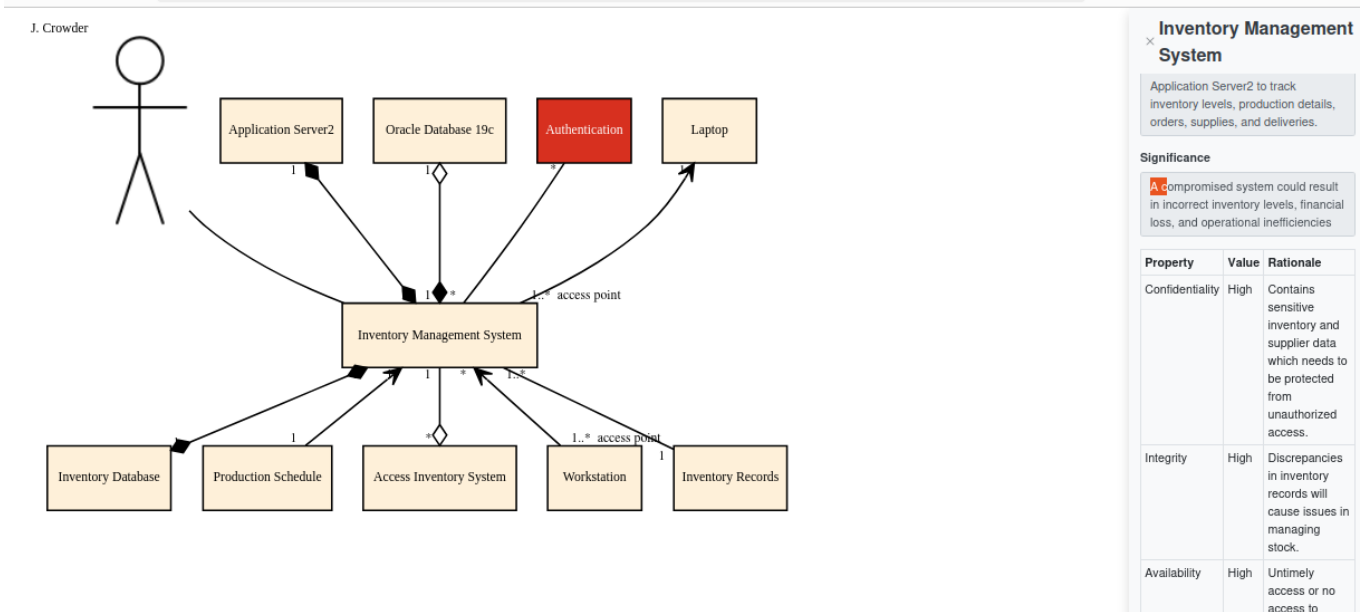 J. Crowder
Application Server2
Oracle Database 19c
Authentication
Laptop
1
1
*
1
1
*
1..* access point
Inventory Management System
1
*
1..*
1
*
1..* access point
1
Inventory Database
Production Schedule
Access Inventory System
Workstation
Inventory Records
×
Inventory Management
System
Application Server2 to track
inventory levels, production details,
orders, supplies, and deliveries.
Significance
A compromised system could result
in incorrect inventory levels, financial
loss, and operational inefficiencies
Property Value Rationale
Confidentiality High Contains
sensitive
inventory and
supplier data
which needs to
be protected
from
unauthorized
access.
Integrity High Discrepancies
in inventory
records will
cause issues in
managing
stock.
Availability High Untimely
access or no
access to